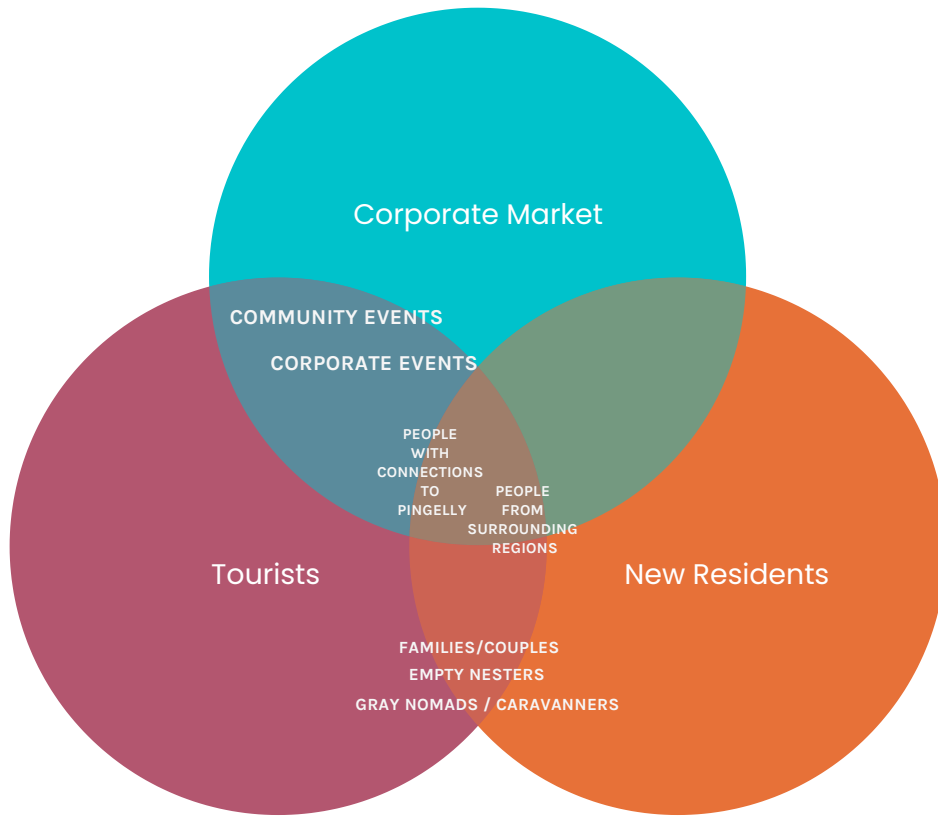 Corporate Market
COMMUNITY EVENTS
CORPORATE EVENTS
PEOPLE
WITH
CONNECTIONS
TO
PINGELLY
PEOPLE
FROM
SURROUNDING
REGIONS
Tourists
New Residents
FAMILIES/COUPLES
EMPTY NESTERS
GRAY NOMADS / CARAVANNERS